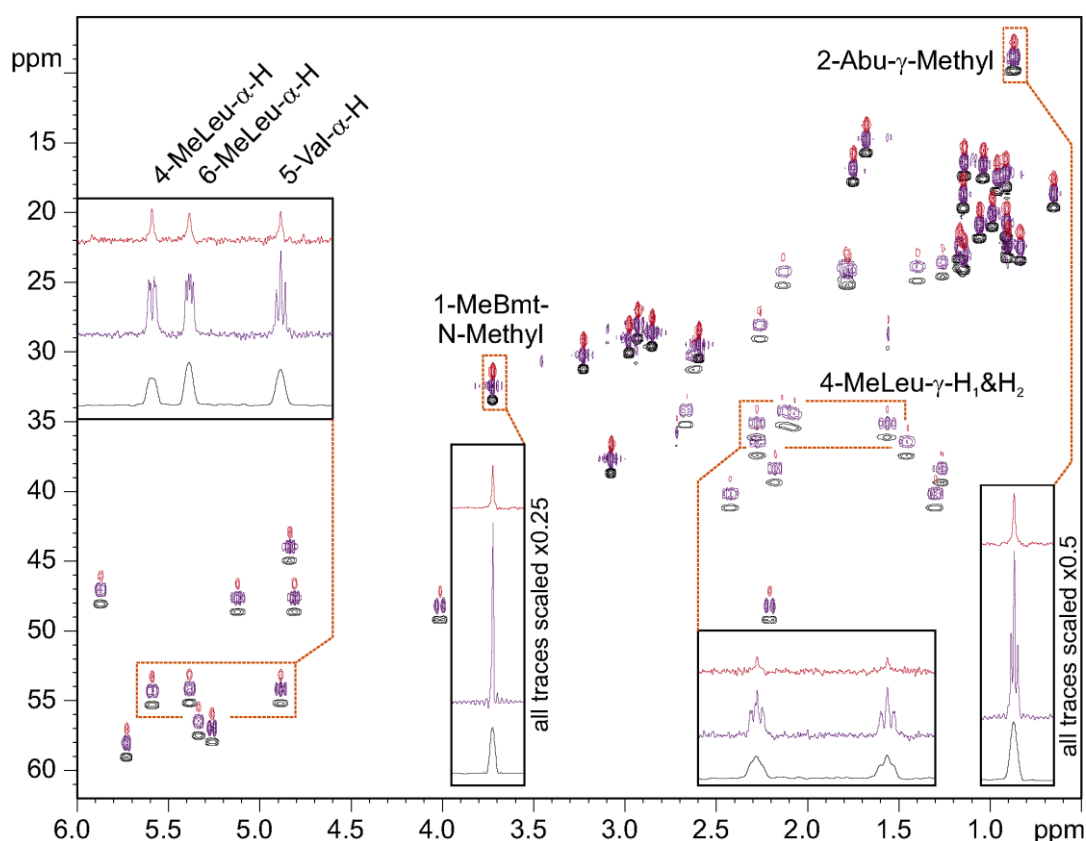 ppm
15
20
25
30
35
40
45
50
55
60
6.0 5.5 5.0 4.5 4.0 3.5 3.0 2.5 2.0 1.5 1.0 ppm
4-MeLeu-α-H
6-MeLeu-α-H
5-Val-α-H
1-MeBmt-
N-Methyl
2-Abu-γ-Methyl
4-MeLeu-γ-H₁&H₂
all traces scaled x0.25
all traces scaled x0.5